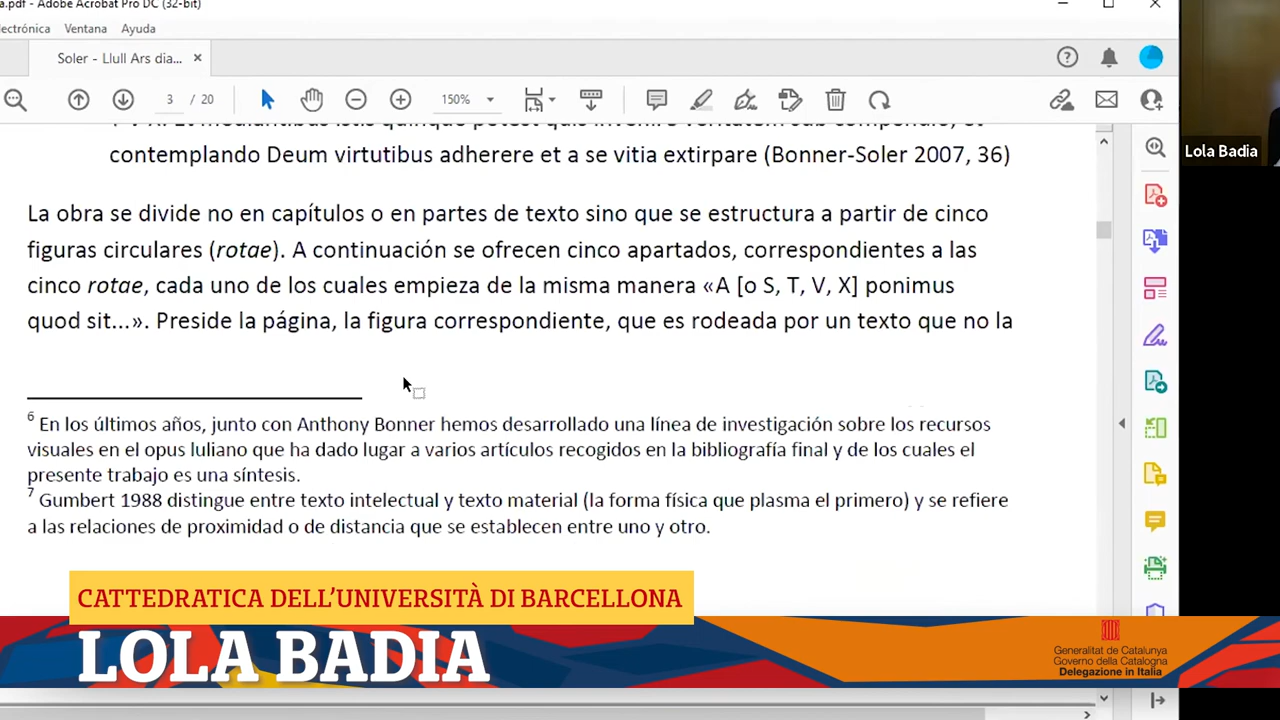 a.pdf - Adobe Acrobat Pro DC (32-bit)
ectrónica Ventana Ayuda
Soler - Llull Ars dia... ×
3 / 20 150%
contemplando Deum virtutibus adherere et a se vitia extirpare (Bonner-Soler 2007, 36)
La obra se divide no en capítulos o en partes de texto sino que se estructura a partir de cinco
figuras circulares (rotae). A continuación se ofrecen cinco apartados, correspondientes a las
cinco rotae, cada uno de los cuales empieza de la misma manera «A [o S, T, V, X] ponimus
quod sit...». Preside la página, la figura correspondiente, que es rodeada por un texto que no la
6 En los últimos años, junto con Anthony Bonner hemos desarrollado una línea de investigación sobre los recursos
visuales en el opus luliano que ha dado lugar a varios artículos recogidos en la bibliografía final y de los cuales el
presente trabajo es una síntesis.
7 Gumbert 1988 distingue entre texto intelectual y texto material (la forma física que plasma el primero) y se refiere
a las relaciones de proximidad o de distancia que se establecen entre uno y otro.
Lola Badia
CATTEDRATICA DELL'UNIVERSITÀ DI BARCELLONA
LOLA BADIA
Generalitat de Catalunya
Governo della Catalogna
Delegazione in Italia